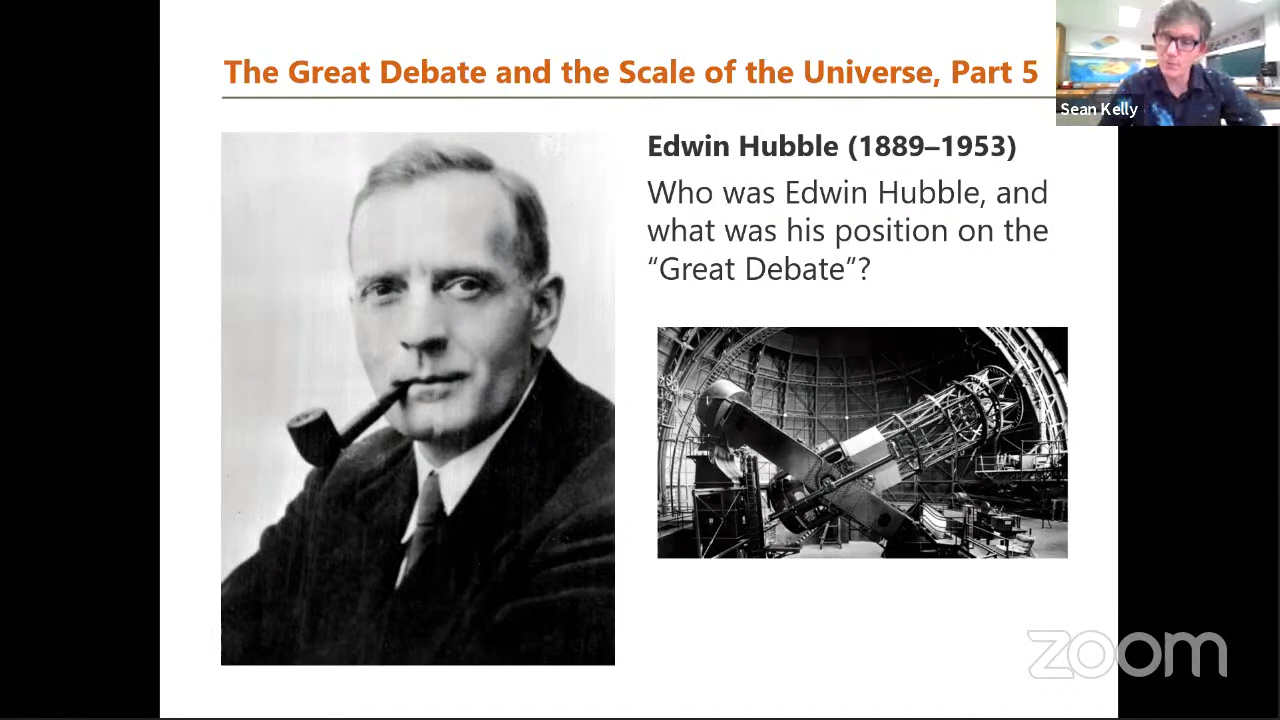 The Great Debate and the Scale of the Universe, Part 5
Sean Kelly
Edwin Hubble (1889–1953)
Who was Edwin Hubble, and
what was his position on the
“Great Debate”?
zoom